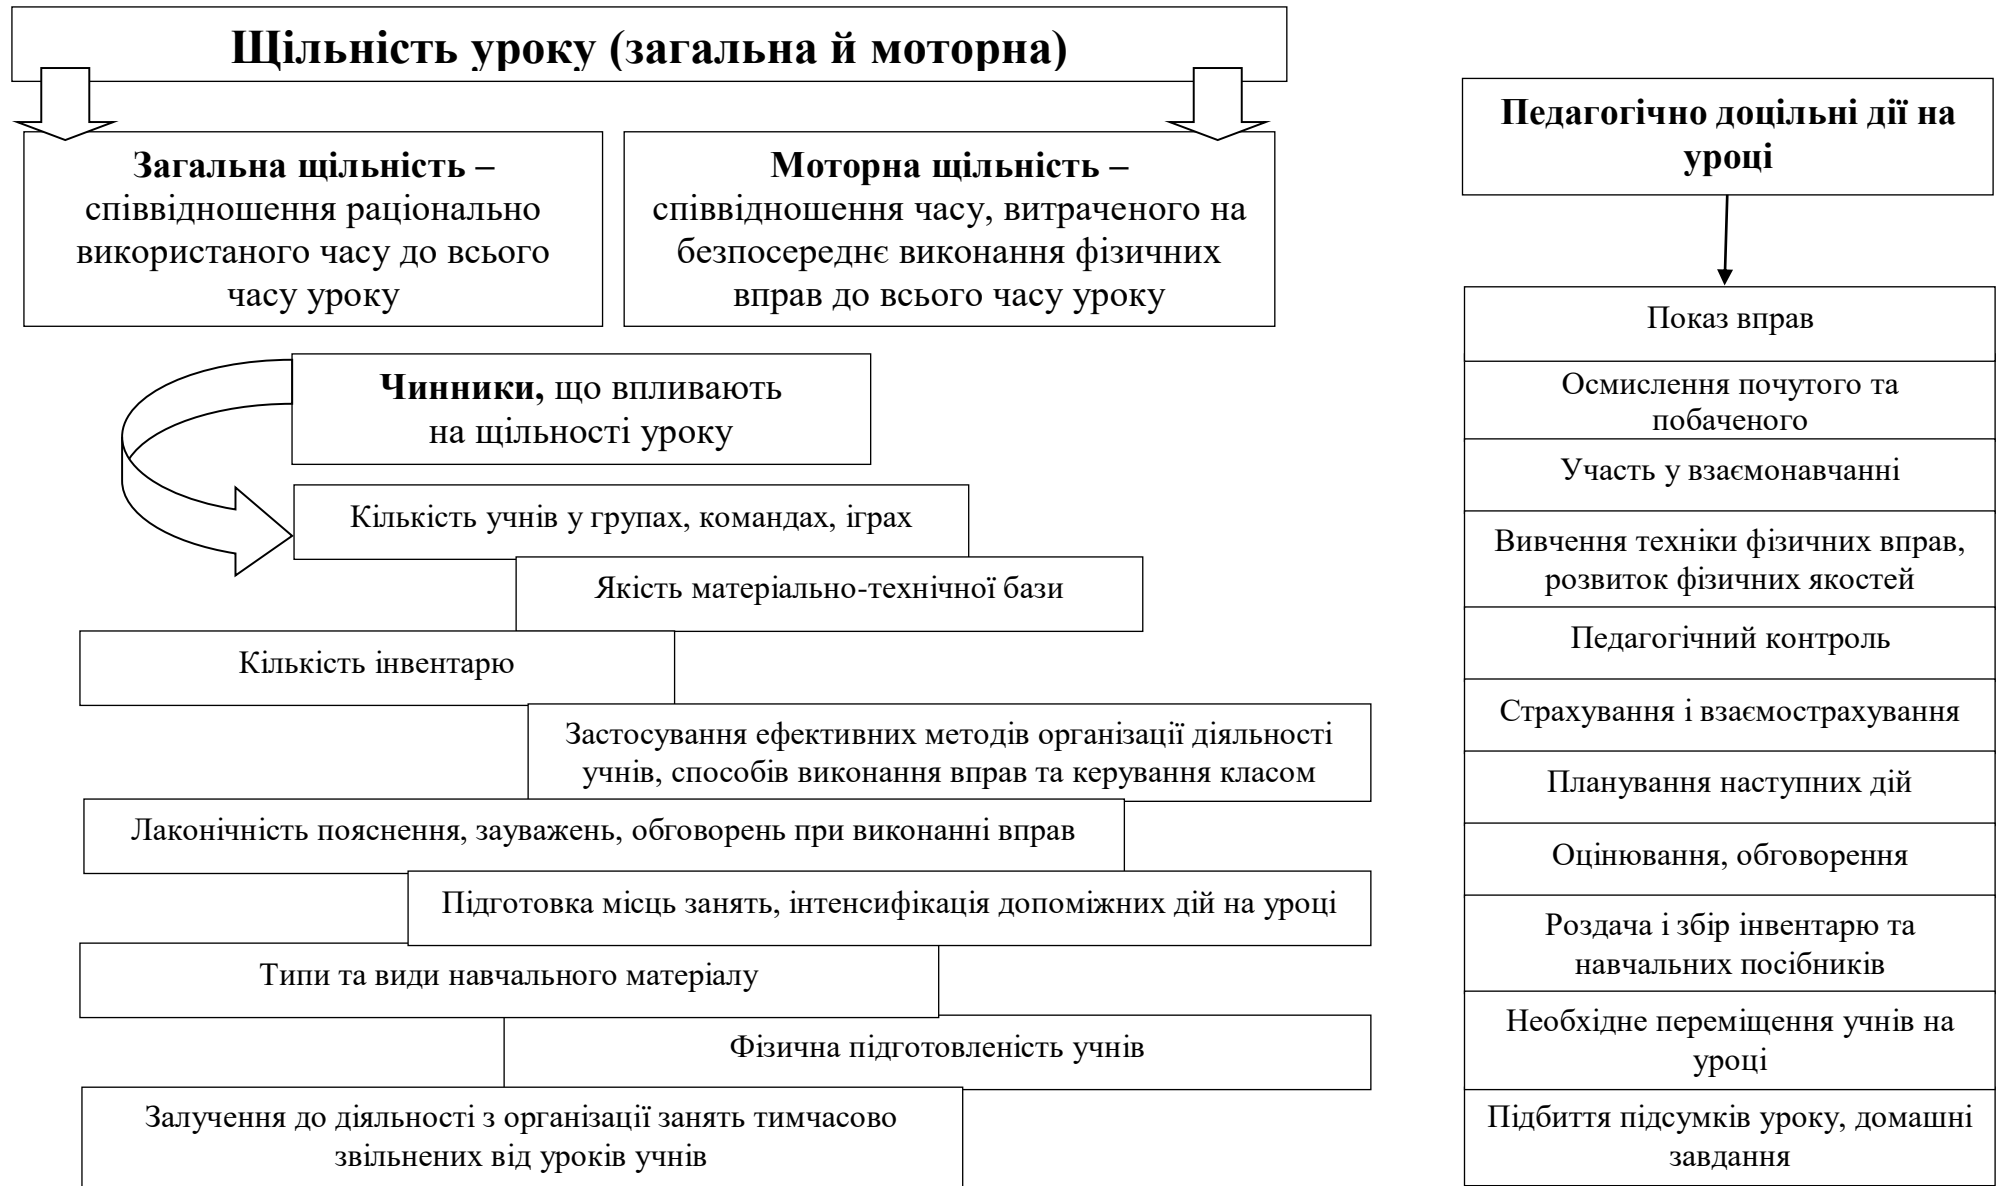 Щільність уроку (загальна й моторна)
Загальна щільність –
співвідношення раціонально
використаного часу до всього
часу уроку
Моторна щільність –
співвідношення часу, витраченого на
безпосереднє виконання фізичних
вправ до всього часу уроку
Чинники, що впливають
на щільності уроку
Кількість учнів у групах, командах, іграх
Якість матеріально-технічної бази
Кількість інвентарю
Застосування ефективних методів організації діяльності
учнів, способів виконання вправ та керування класом
Лаконічність пояснення, зауважень, обговорень при виконанні вправ
Підготовка місць занять, інтенсифікація допоміжних дій на уроці
Типи та види навчального матеріалу
Фізична підготовленість учнів
Залучення до діяльності з організації занять тимчасово
звільнених від уроків учнів
Педагогічно доцільні дії на
уроці
Показ вправ
Осмислення почутого та
побаченого
Участь у взаємонавчанні
Вивчення техніки фізичних вправ,
розвиток фізичних якостей
Педагогічний контроль
Страхування і взаємострахування
Планування наступних дій
Оцінювання, обговорення
Роздача і збір інвентарю та
навчальних посібників
Необхідне переміщення учнів на
уроці
Підбиття підсумків уроку, домашні
завдання